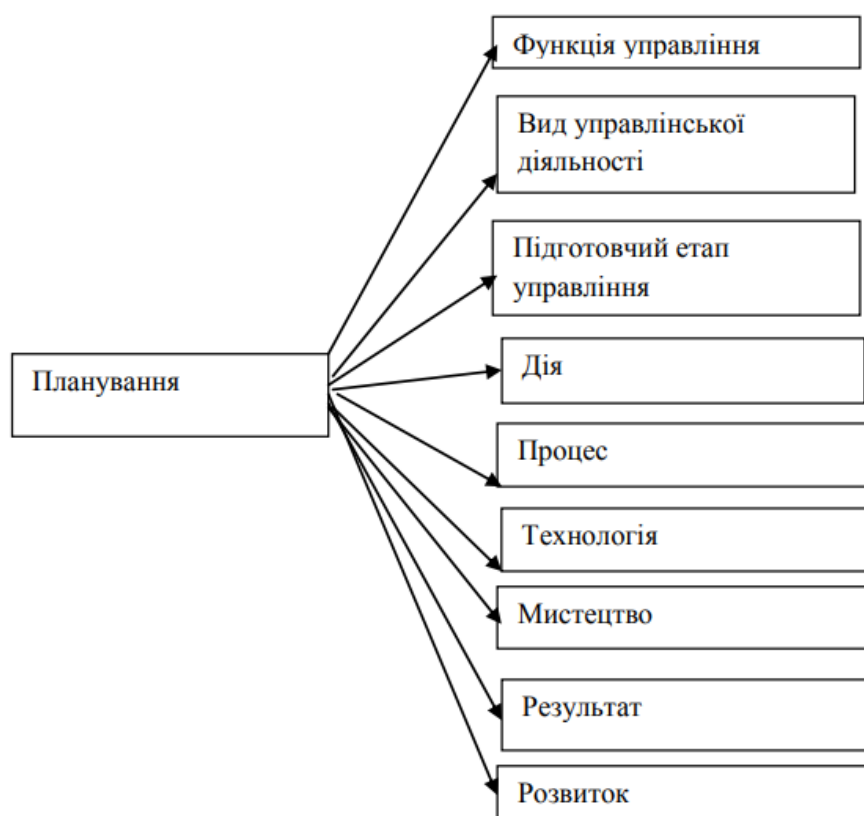 Функція управління
Вид управлінської
діяльності
Підготовчий етап
управління
Планування
Дія
Процес
Технологія
Мистецтво
Результат
Розвиток